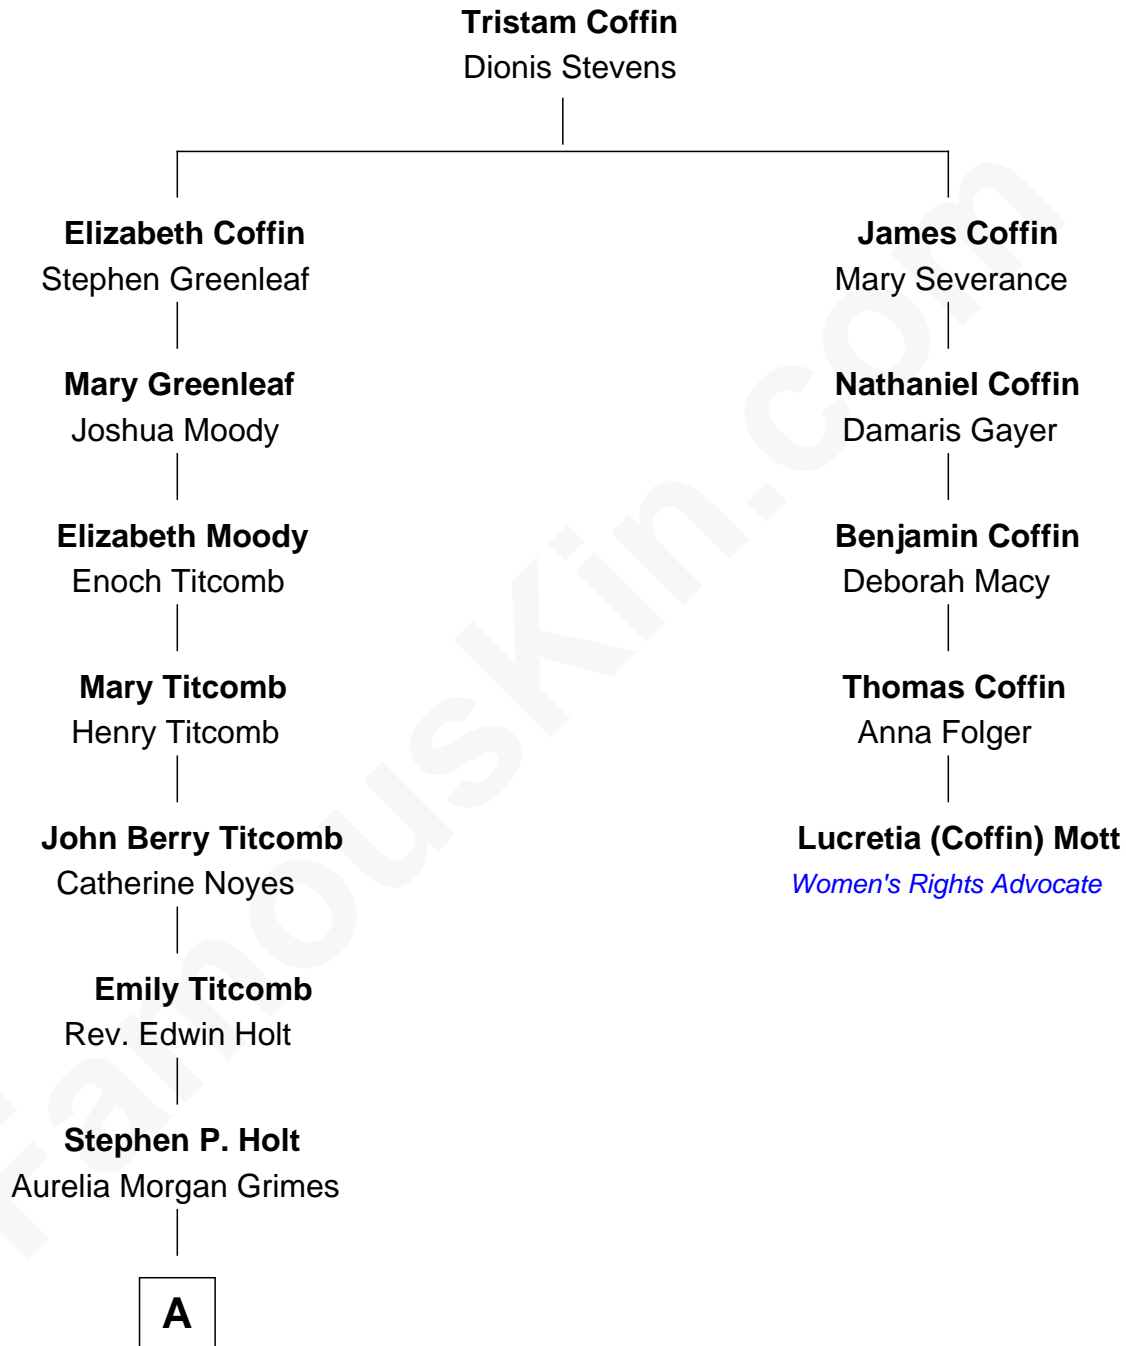 Tristam Coffin
Dionis Stevens
Elizabeth Coffin
Stephen Greenleaf
Mary Greenleaf
Joshua Moody
Elizabeth Moody
Enoch Titcomb
Mary Titcomb
Henry Titcomb
John Berry Titcomb
Catherine Noyes
Emily Titcomb
Rev. Edwin Holt
Stephen P. Holt
Aurelia Morgan Grimes
A
James Coffin
Mary Severance
Nathaniel Coffin
Damaris Gayer
Benjamin Coffin
Deborah Macy
Thomas Coffin
Anna Folger
Lucretia (Coffin) Mott
Women's Rights Advocate
FamousKin.com